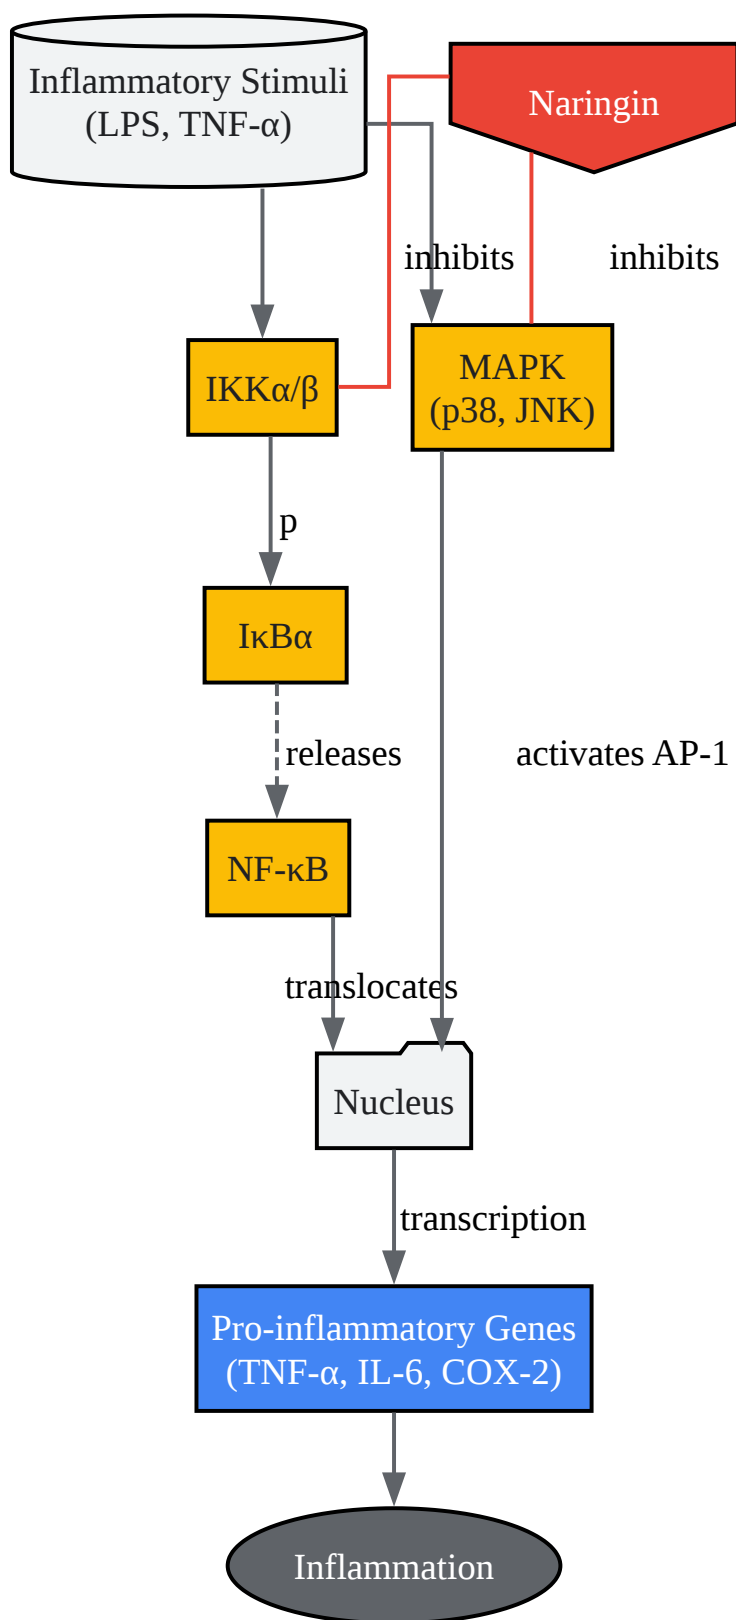 Inflammatory Stimuli
(LPS, TNF-α)
Naringin
inhibits
inhibits
IKKα/β
MAPK
(p38, JNK)
p
IκBα
releases
activates AP-1
NF-κB
translocates
Nucleus
transcription
Pro-inflammatory Genes
(TNF-α, IL-6, COX-2)
Inflammation